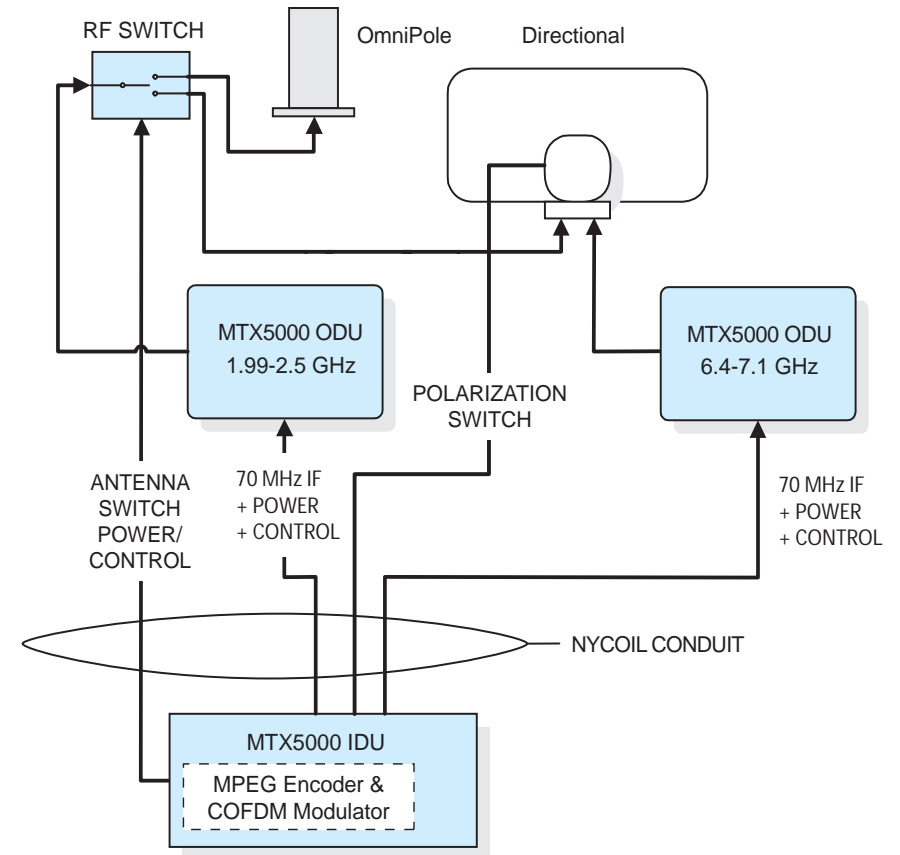 RF SWITCH
OmniPole
Directional
MTX5000 ODU
1.99-2.5 GHz
MTX5000 ODU
6.4-7.1 GHz
POLARIZATION
SWITCH
ANTENNA
SWITCH
POWER/
CONTROL
70 MHz IF
+ POWER
+ CONTROL
70 MHz IF
+ POWER
+ CONTROL
NYCOIL CONDUIT
MTX5000 IDU
MPEG Encoder &
COFDM Modulator